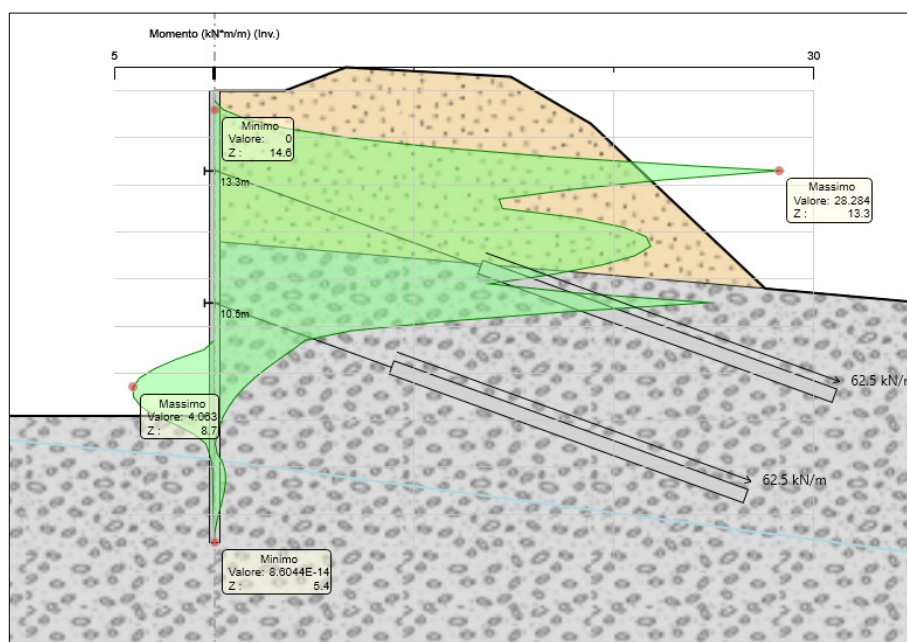 Momento (kN*m/m) (Inv.)
5
30
Minimo
Valore: 0
Z : 14.6
13.3m
Massimo
Valore: 28.284
Z : 13.3
10.5m
62.5 kN/m
Massimo
Valore: 4.063
Z : 8.7
62.5 kN/m
Minimo
Valore: 8.6044E-14
Z : 5.4